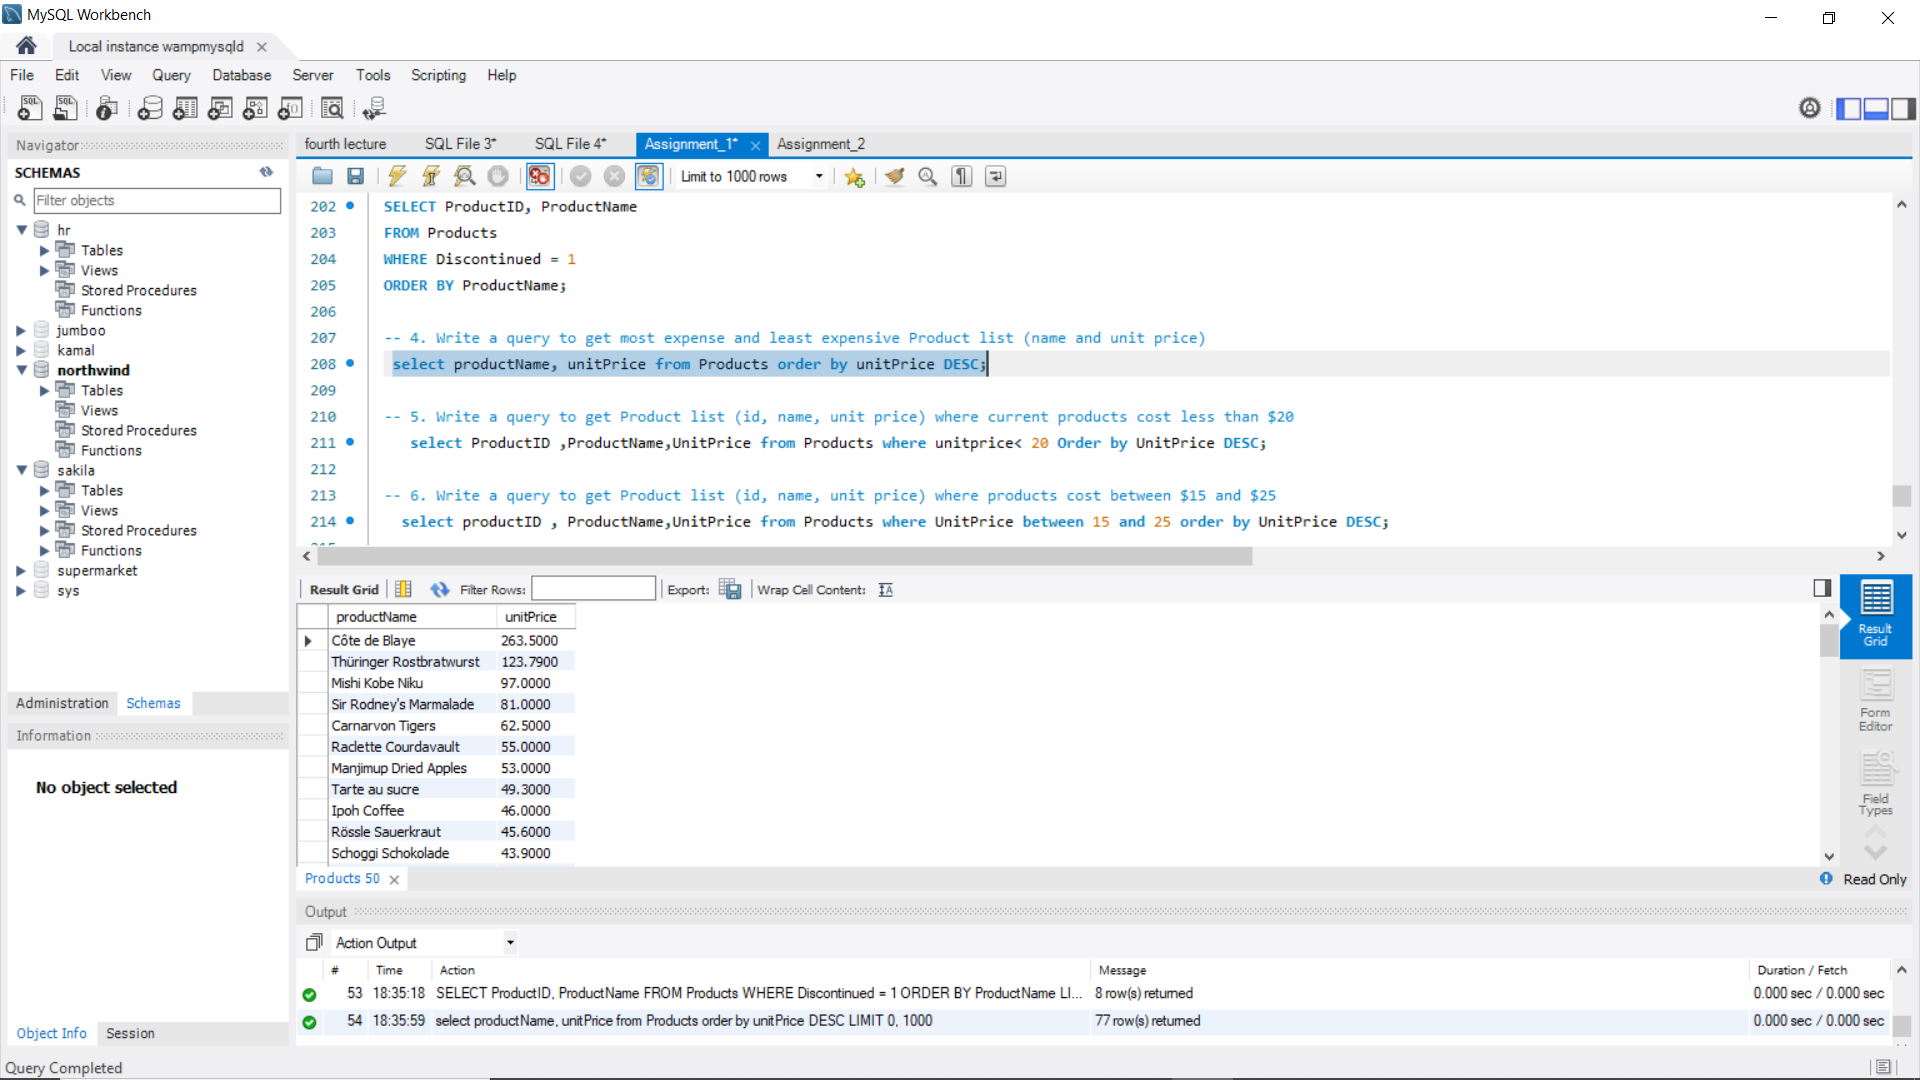 MySQL Workbench
Local instance wampmysqld
File Edit View Query Database Server Tools Scripting Help
Navigator
SCHEMAS
Filter objects
hr
Tables
Views
Stored Procedures
Functions
jumboo
kamal
northwind
Tables
Views
Stored Procedures
Functions
sakila
Tables
Views
Stored Procedures
Functions
supermarket
sys
Administration Schemas
Information
No object selected
Object Info Session
fourth lecture SQL File 3* SQL File 4* Assignment_1* Assignment_2
Limit to 1000 rows
202 SELECT ProductID, ProductName
203 FROM Products
204 WHERE Discontinued = 1
205 ORDER BY ProductName;
206
207 -- 4. Write a query to get most expense and least expensive Product list (name and unit price)
208 select productName, unitPrice from Products order by unitPrice DESC;
209
210 -- 5. Write a query to get Product list (id, name, unit price) where current products cost less than $20
211 select ProductID ,ProductName,UnitPrice from Products where unitprice< 20 Order by UnitPrice DESC;
212
213 -- 6. Write a query to get Product list (id, name, unit price) where products cost between $15 and $25
214 select productID , ProductName,UnitPrice from Products where UnitPrice between 15 and 25 order by UnitPrice DESC;
Result Grid Filter Rows: Export: Wrap Cell Content:
productName unitPrice
Côte de Blaye 263.5000
Thüringer Rostbratwurst 123.7900
Mishi Kobe Niku 97.0000
Sir Rodney's Marmalade 81.0000
Carnarvon Tigers 62.5000
Raclette Courdavault 55.0000
Manjimup Dried Apples 53.0000
Tarte au sucre 49.3000
Ipoh Coffee 46.0000
Rössle Sauerkraut 45.6000
Schoggi Schokolade 43.9000
Result Grid
Form Editor
Field Types
Products 50
Read Only
Output
Action Output
# Time Action Message Duration / Fetch
53 18:35:18 SELECT ProductID, ProductName FROM Products WHERE Discontinued = 1 ORDER BY ProductName LI... 8 row(s) returned 0.000 sec / 0.000 sec
54 18:35:59 select productName, unitPrice from Products order by unitPrice DESC LIMIT 0, 1000 77 row(s) returned 0.000 sec / 0.000 sec
Query Completed